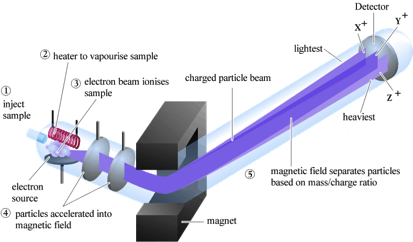 Detector
X+
Y+
② heater to vapourise sample
lightest
③ electron beam ionises
sample
①
inject
sample
charged particle beam
Z+
heaviest
⑤
magnetic field separates particles
based on mass/charge ratio
electron
source
④ particles accelerated into
magnetic field
magnet